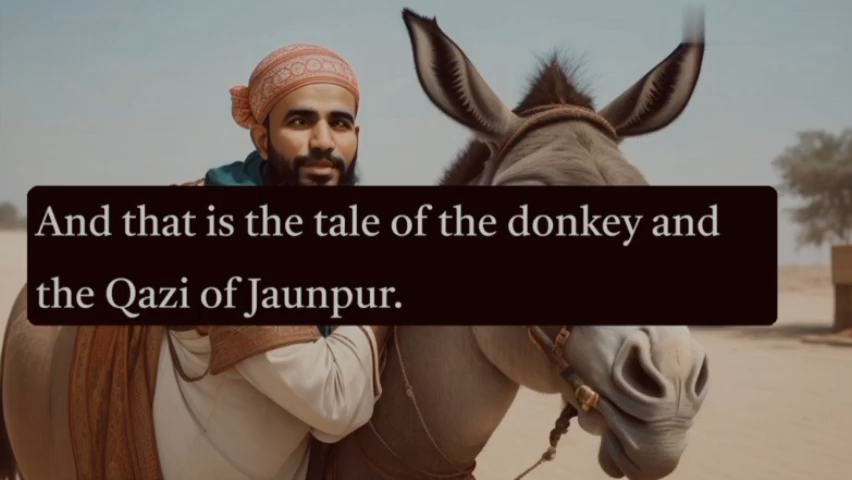 And that is the tale of the donkey and
the Qazi of Jaunpur.